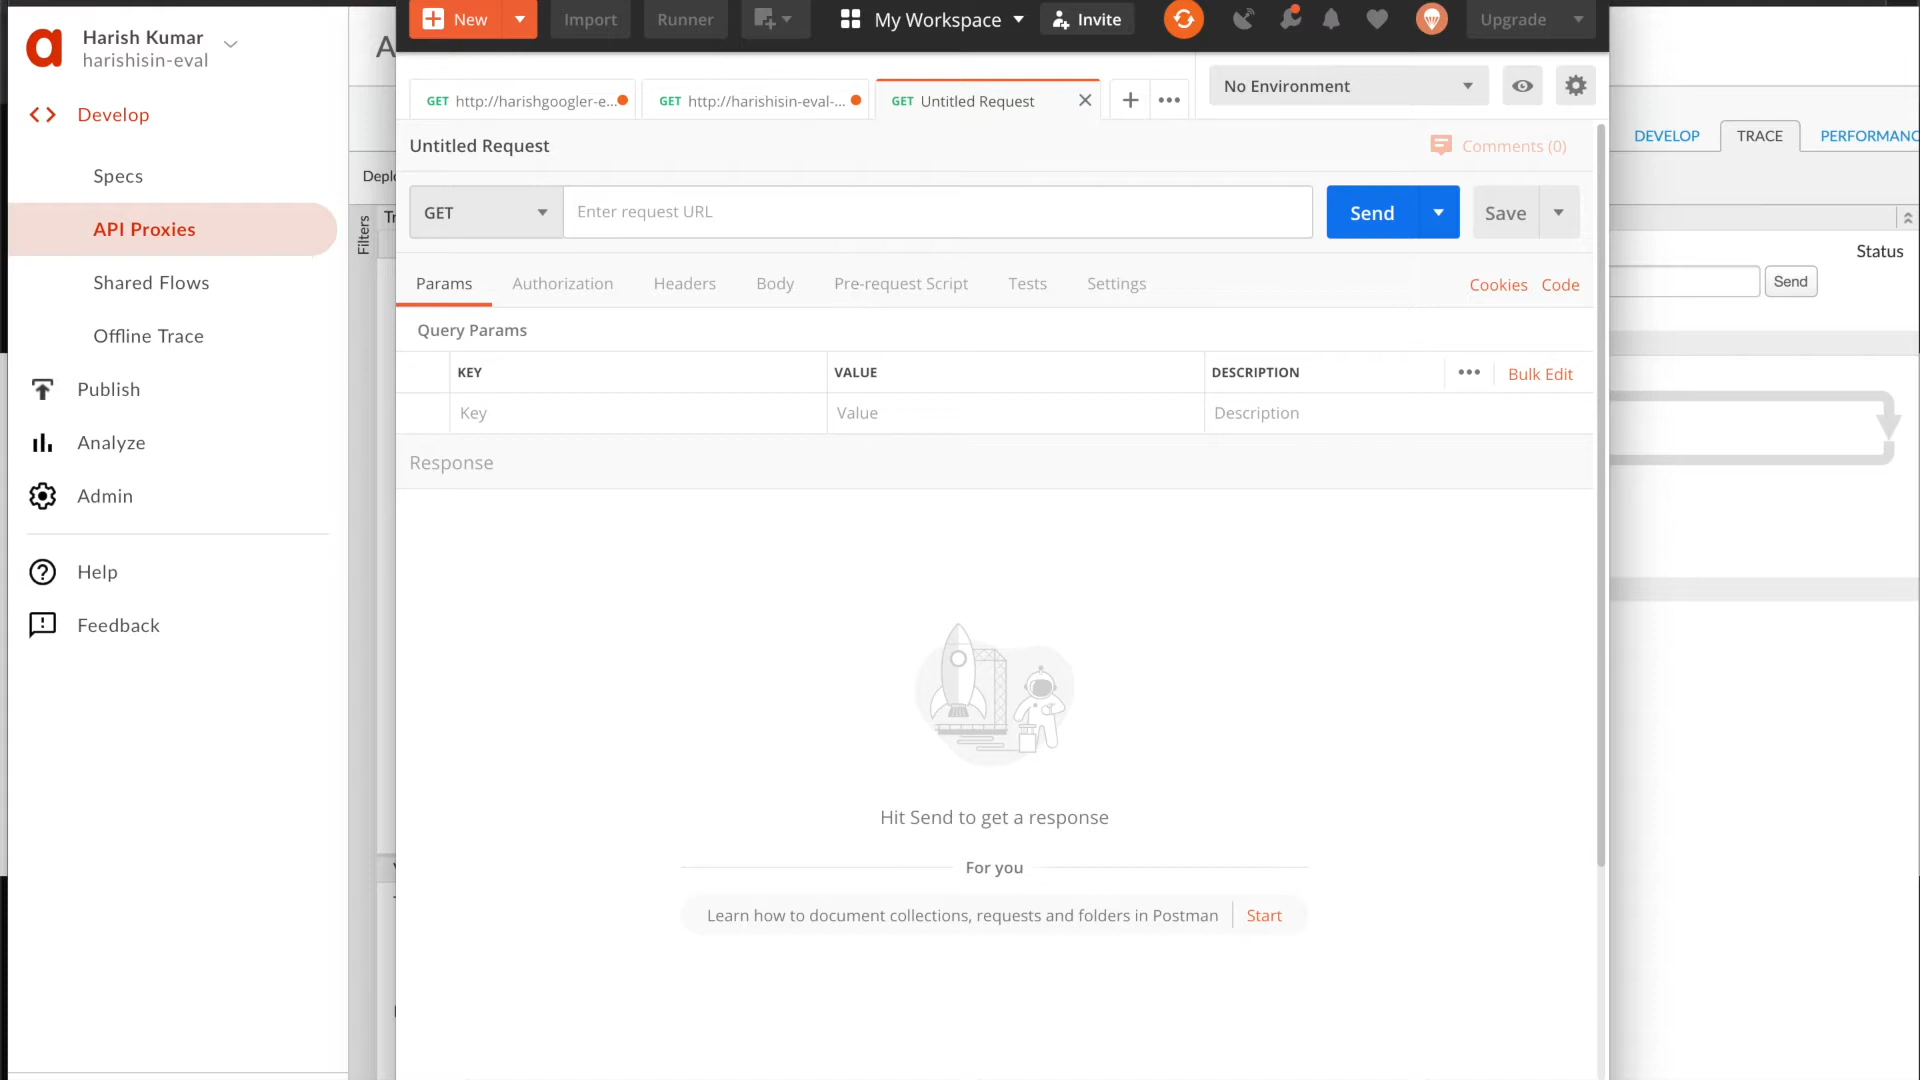 Harish Kumar
harishisin-eval
Develop
Specs
API Proxies
Shared Flows
Offline Trace
Publish
Analyze
Admin
Help
Feedback
New
Import
Runner
My Workspace
Invite
Upgrade
GET http://harishgoogler-e...
GET http://harishisin-eval-...
GET Untitled Request
No Environment
Untitled Request
Comments (0)
GET
Enter request URL
Send
Save
Params
Authorization
Headers
Body
Pre-request Script
Tests
Settings
Cookies
Code
Query Params
KEY
VALUE
DESCRIPTION
Bulk Edit
Key
Value
Description
Response
Hit Send to get a response
For you
Learn how to document collections, requests and folders in Postman
Start
Filters
DEVELOP
TRACE
PERFORMANC
Status
Send